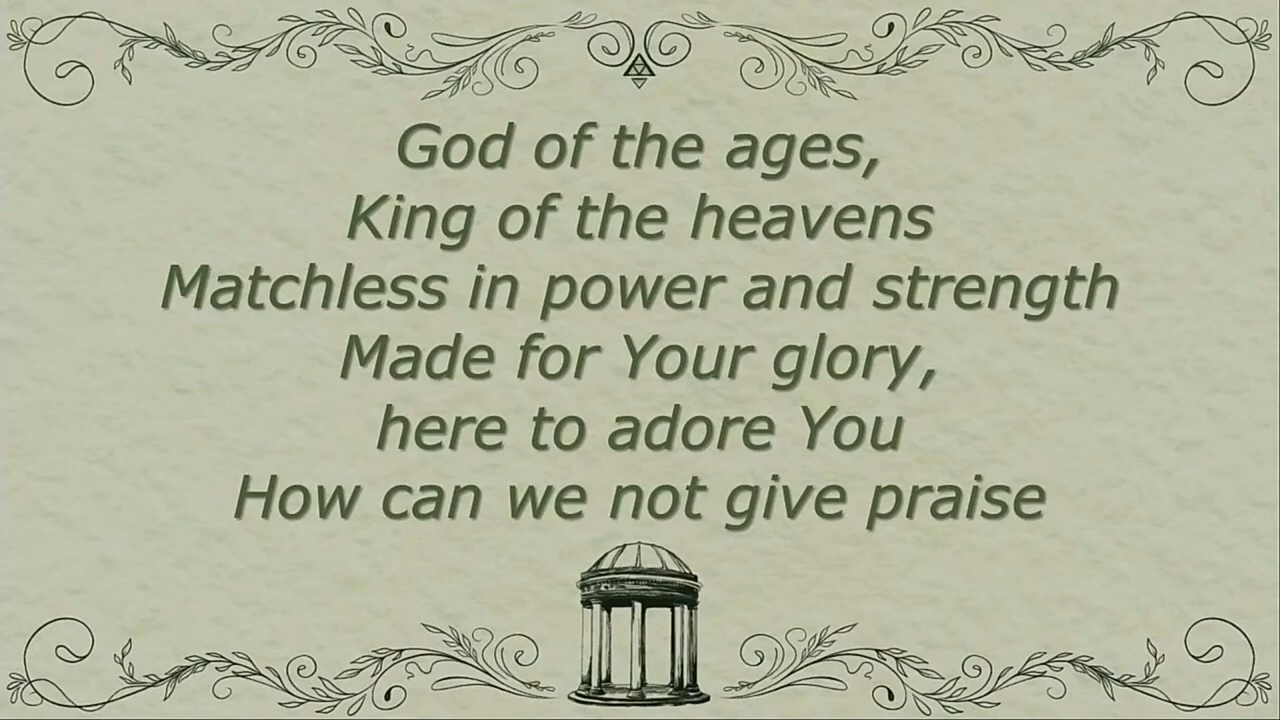 God of the ages,
King of the heavens
Matchless in power and strength
Made for Your glory,
here to adore You
How can we not give praise